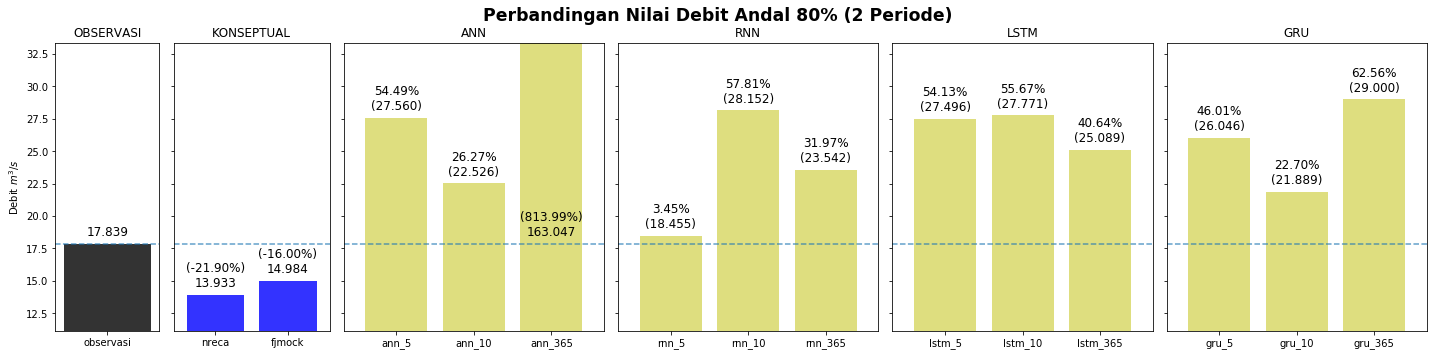 Perbandingan Nilai Debit Andal 80% (2 Periode)
OBSERVASI
KONSEPTUAL
ANN
RNN
LSTM
GRU
Debit m³/s
32.5
30.0
27.5
25.0
22.5
20.0
17.5
15.0
12.5
17.839
observasi
(-21.90%)
13.933
(-16.00%)
14.984
nreca
fjmock
54.49%
(27.560)
26.27%
(22.526)
(813.99%)
163.047
ann_5
ann_10
ann_365
3.45%
(18.455)
57.81%
(28.152)
31.97%
(23.542)
rnn_5
rnn_10
rnn_365
54.13%
(27.496)
55.67%
(27.771)
40.64%
(25.089)
lstm_5
lstm_10
lstm_365
46.01%
(26.046)
22.70%
(21.889)
62.56%
(29.000)
gru_5
gru_10
gru_365